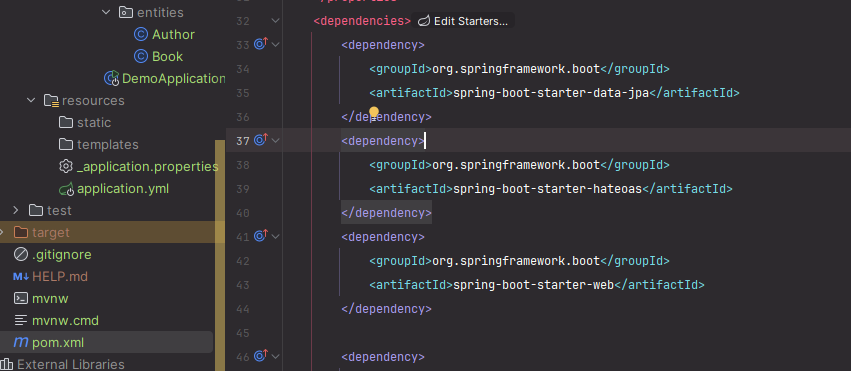 entities
Author
Book
DemoApplication
resources
static
templates
_application.properties
application.yml
test
target
.gitignore
HELP.md
mvnw
mvnw.cmd
pom.xml
External Libraries
32 <dependencies> Edit Starters...
33 <dependency>
34 <groupId>org.springframework.boot</groupId>
35 <artifactId>spring-boot-starter-data-jpa</artifactId>
36 </dependency>
37 <dependency>
38 <groupId>org.springframework.boot</groupId>
39 <artifactId>spring-boot-starter-hateoas</artifactId>
40 </dependency>
41 <dependency>
42 <groupId>org.springframework.boot</groupId>
43 <artifactId>spring-boot-starter-web</artifactId>
44 </dependency>
45
46 <dependency>